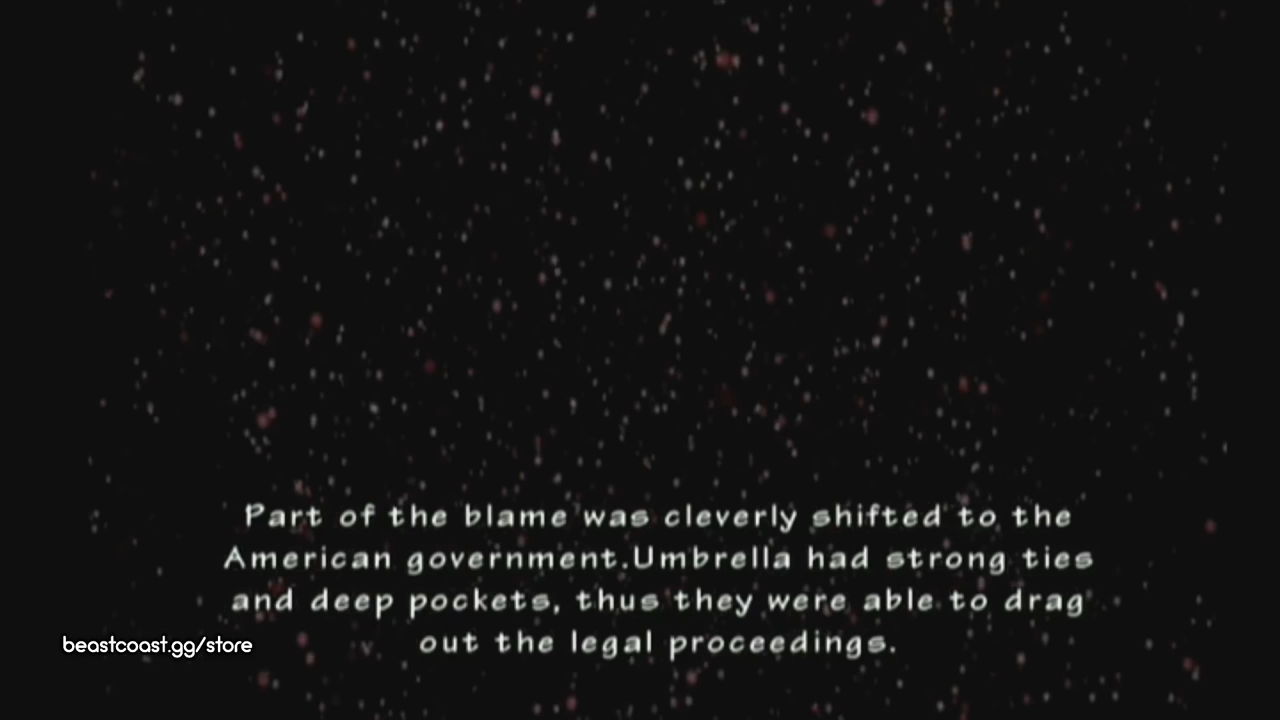 Part of the blame was cleverly shifted to the
American government.Umbrella had strong ties
and deep pockets, thus they were able to drag
out the legal proceedings.
beastcoast.gg/store